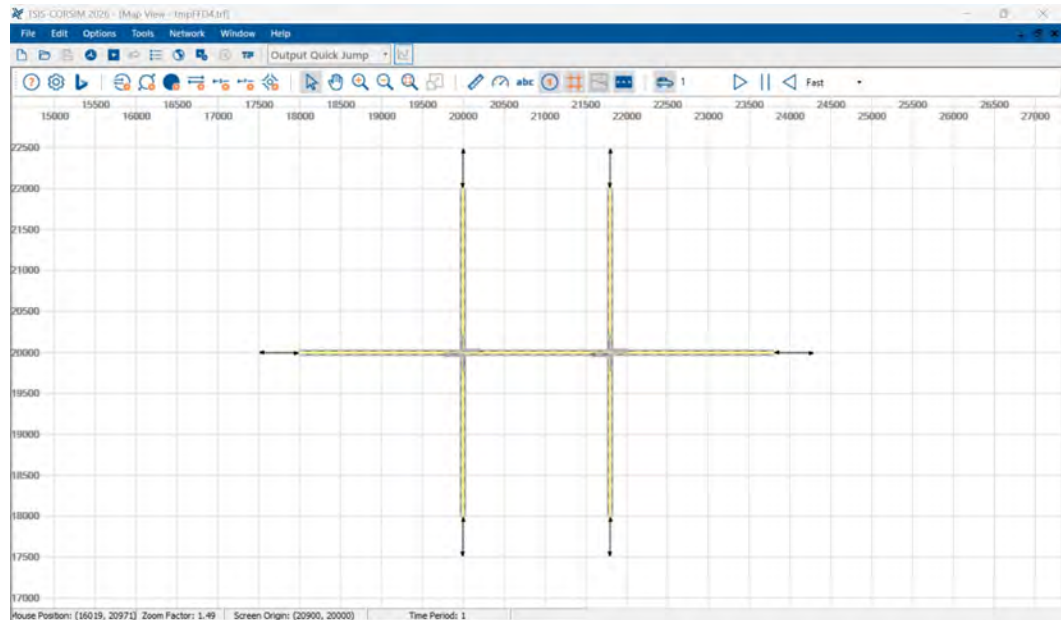 TSIS-CORSIM 2026 - [Map View - tmpFFD4.trf]
File Edit Options Tools Network Window Help
TIP Output Quick Jump
abc 1 Fast
15500 16500 17500 18500 19500 20500 21500 22500 23500 24500 25500 26500
15000 16000 17000 18000 19000 20000 21000 22000 23000 24000 25000 26000 27000
22500
22000
21500
21000
20500
20000
19500
19000
18500
18000
17500
17000
Mouse Position: (16019, 20971) Zoom Factor: 1.49 Screen Origin: (20900, 20000) Time Period: 1